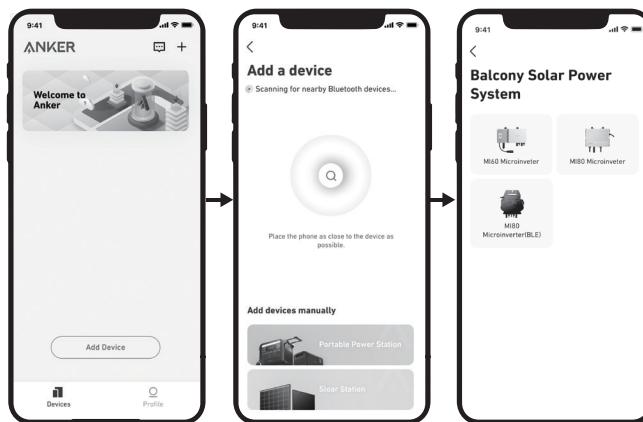 9:41
ANKER
Welcome to
Anker
Add Device
Devices
Profile
9:41
Add a device
Scanning for nearby Bluetooth devices...
Place the phone as close to the device as
possible.
Add devices manually
Portable Power Station
Sloar Station
9:41
Balcony Solar Power
System
MI60 Microinveter
MI80 Microinveter
MI80
Microinverter(BLE)